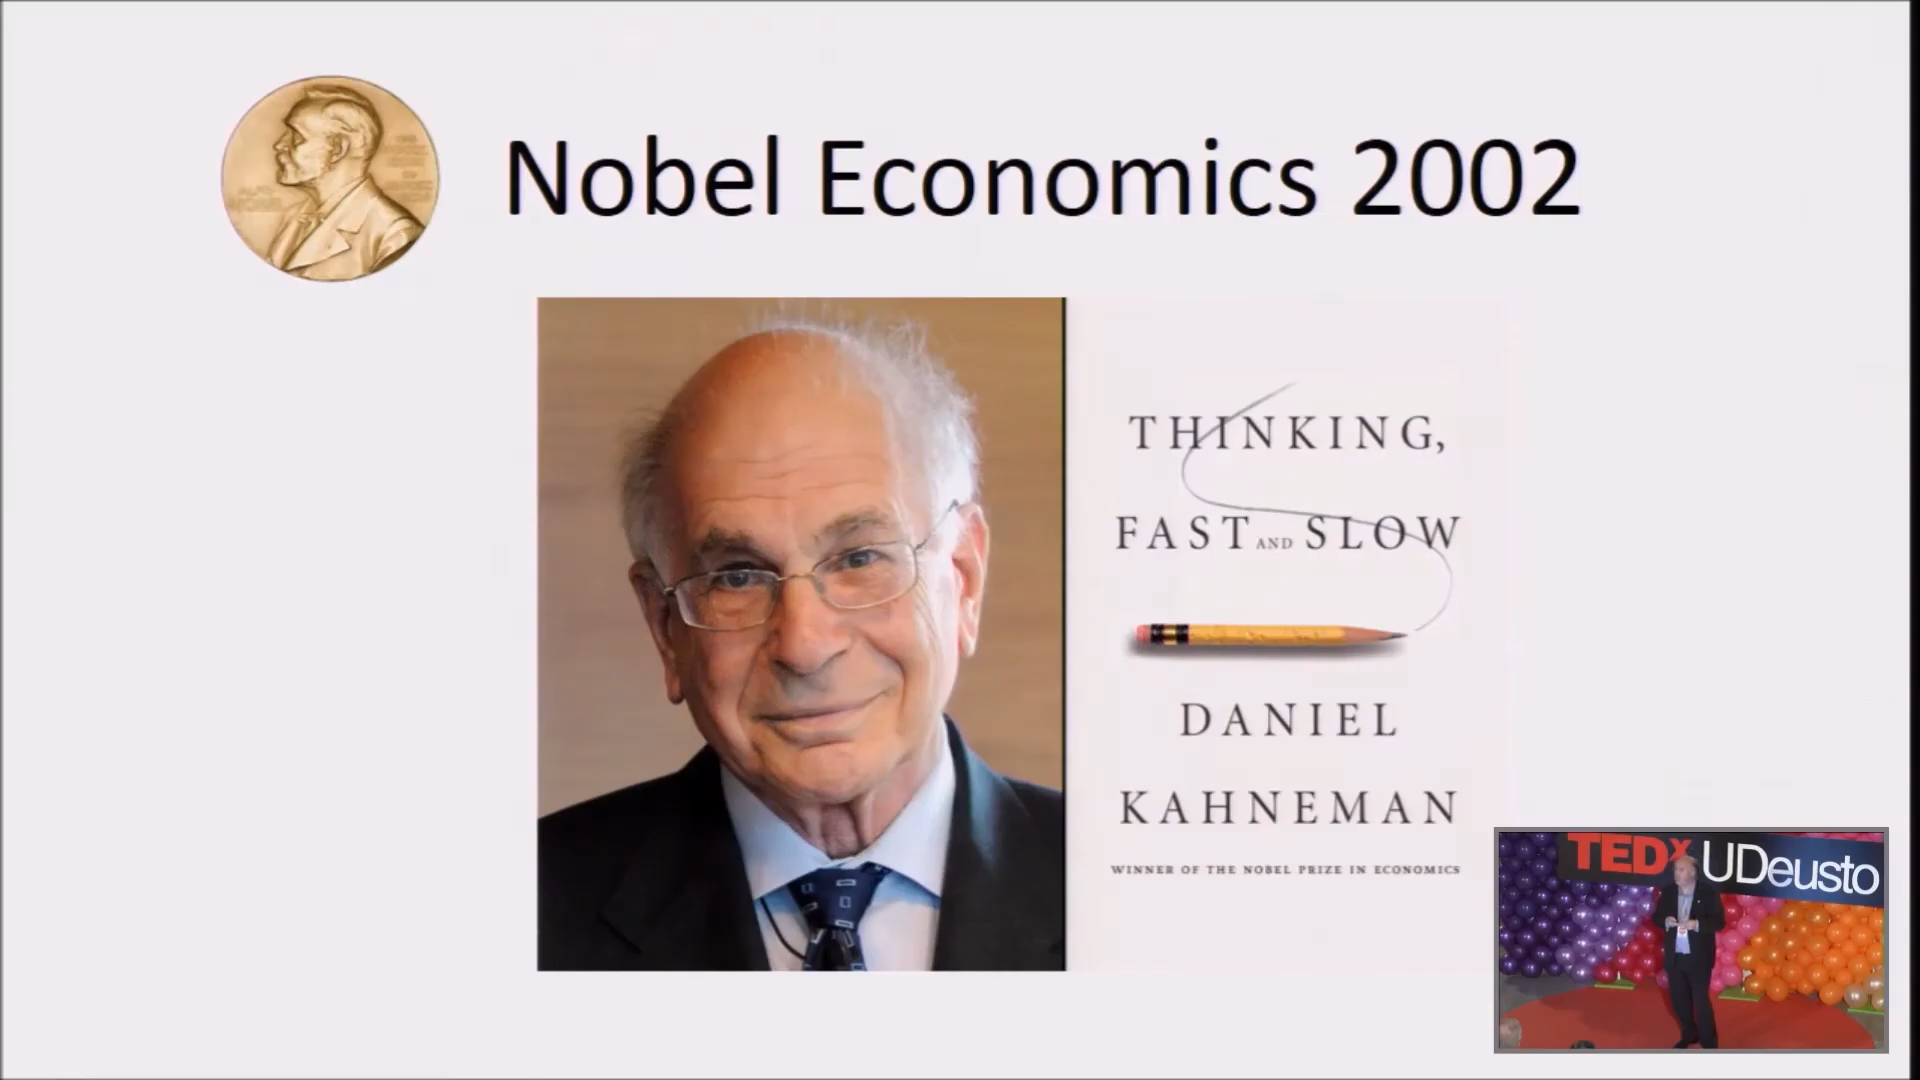 Nobel Economics 2002
THINKING,
FAST AND SLOW
DANIEL
KAHNEMAN
WINNER OF THE NOBEL PRIZE IN ECONOMICS
TEDx UDeusto